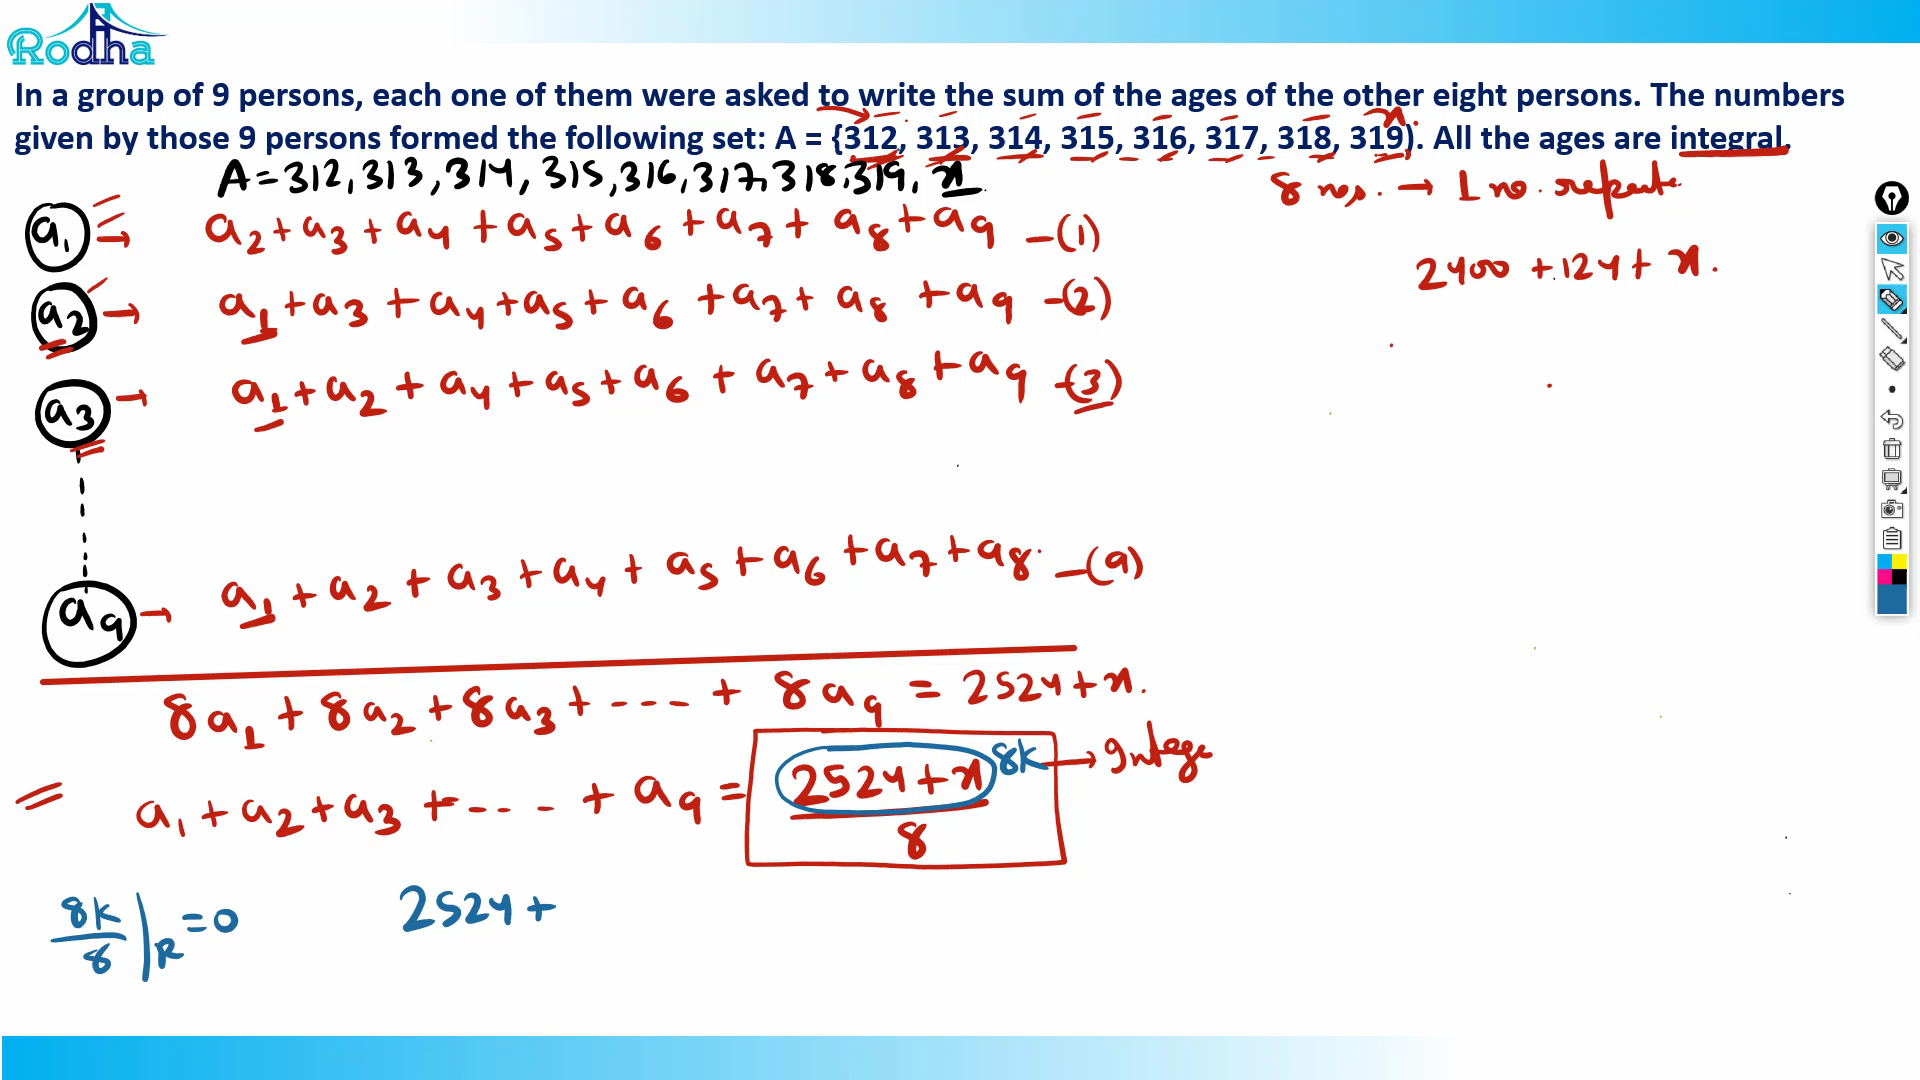 Rodha
In a group of 9 persons, each one of them were asked to write the sum of the ages of the other eight persons. The numbers
given by those 9 persons formed the following set: A = {312, 313, 314, 315, 316, 317, 318, 319). All the ages are integral.
x
A = 312, 313, 314, 315, 316, 317, 318, 319, x
8 nos. → 1 no. repeate
a1 → a2 + a3 + a4 + a5 + a6 + a7 + a8 + a9 –(1)
2400 + 124 + x.
a2 → a1 + a3 + a4 + a5 + a6 + a7 + a8 + a9 –(2)
a3 → a1 + a2 + a4 + a5 + a6 + a7 + a8 + a9 –(3)
a9 → a1 + a2 + a3 + a4 + a5 + a6 + a7 + a8 –(9)
8a1 + 8a2 + 8a3 + ---- + 8a9 = 2524 + x.
= a1 + a2 + a3 + ---- + a9 = (2524 + x)/8 8k → Intege
8k/8 |R = 0 2524 +